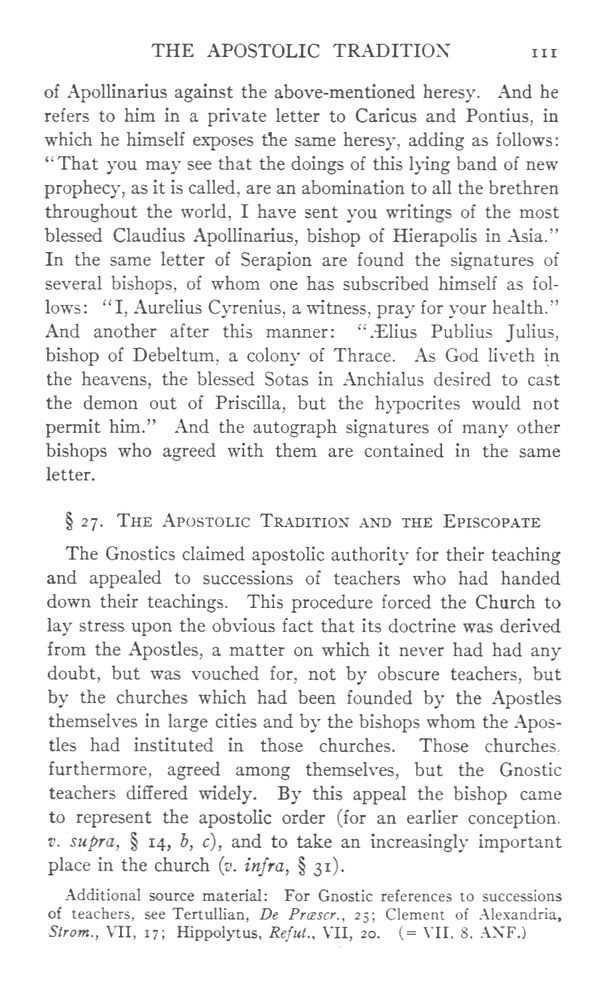 THE APOSTOLIC TRADITION 111
of Apollinarius against the above-mentioned heresy. And he
refers to him in a private letter to Caricus and Pontius, in
which he himself exposes the same heresy, adding as follows:
“That you may see that the doings of this lying band of new
prophecy, as it is called, are an abomination to all the brethren
throughout the world, I have sent you writings of the most
blessed Claudius Apollinarius, bishop of Hierapolis in Asia.”
In the same letter of Serapion are found the signatures of
several bishops, of whom one has subscribed himself as fol-
lows: “I, Aurelius Cyrenius, a witness, pray for your health.”
And another after this manner: “Ælius Publius Julius,
bishop of Debeltum, a colony of Thrace. As God liveth in
the heavens, the blessed Sotas in Anchialus desired to cast
the demon out of Priscilla, but the hypocrites would not
permit him.” And the autograph signatures of many other
bishops who agreed with them are contained in the same
letter.
§ 27. The Apostolic Tradition and the Episcopate
The Gnostics claimed apostolic authority for their teaching
and appealed to successions of teachers who had handed
down their teachings. This procedure forced the Church to
lay stress upon the obvious fact that its doctrine was derived
from the Apostles, a matter on which it never had had any
doubt, but was vouched for, not by obscure teachers, but
by the churches which had been founded by the Apostles
themselves in large cities and by the bishops whom the Apos-
tles had instituted in those churches. Those churches,
furthermore, agreed among themselves, but the Gnostic
teachers differed widely. By this appeal the bishop came
to represent the apostolic order (for an earlier conception.
v. supra, § 14, b, c), and to take an increasingly important
place in the church (v. infra, § 31).
Additional source material: For Gnostic references to successions
of teachers, see Tertullian, De Præscr., 25; Clement of Alexandria,
Strom., VII, 17; Hippolytus, Refut., VII, 20. (= VII, 8, ANF.)